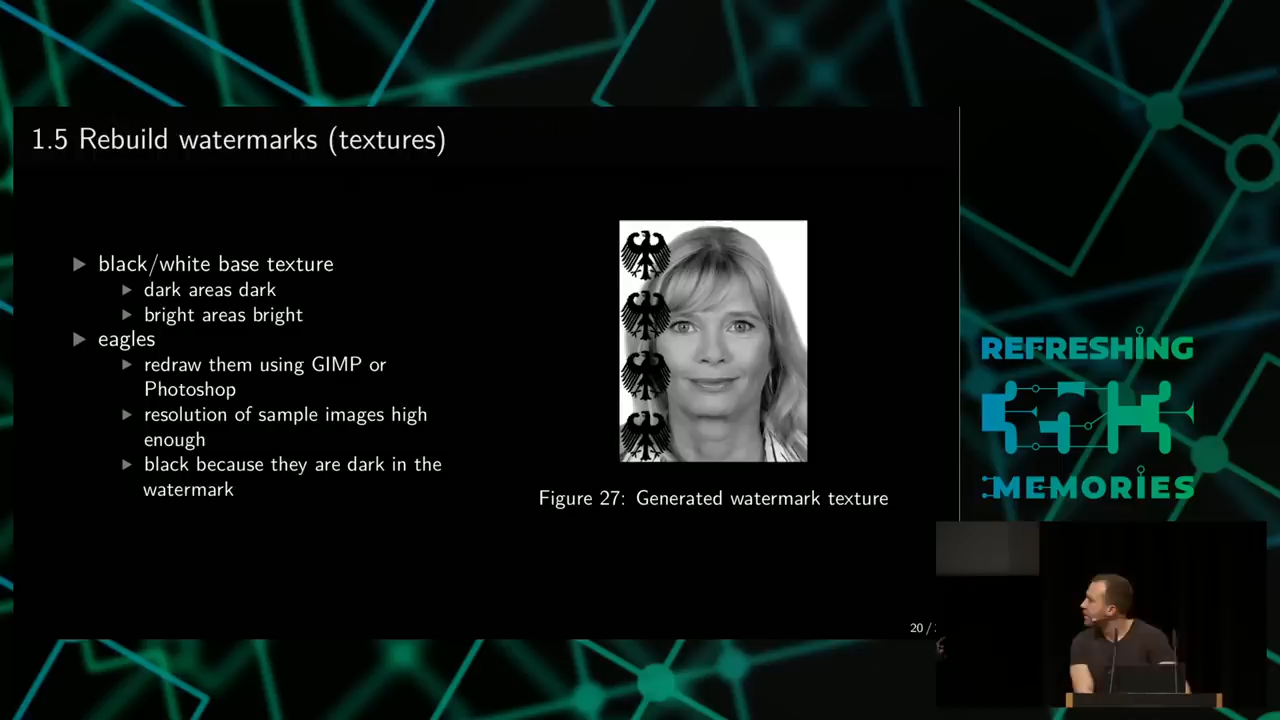 1.5 Rebuild watermarks (textures)
black/white base texture
dark areas dark
bright areas bright
eagles
redraw them using GIMP or
Photoshop
resolution of sample images high
enough
black because they are dark in the
watermark
Figure 27: Generated watermark texture
20 /
REFRESHING
MEMORIES